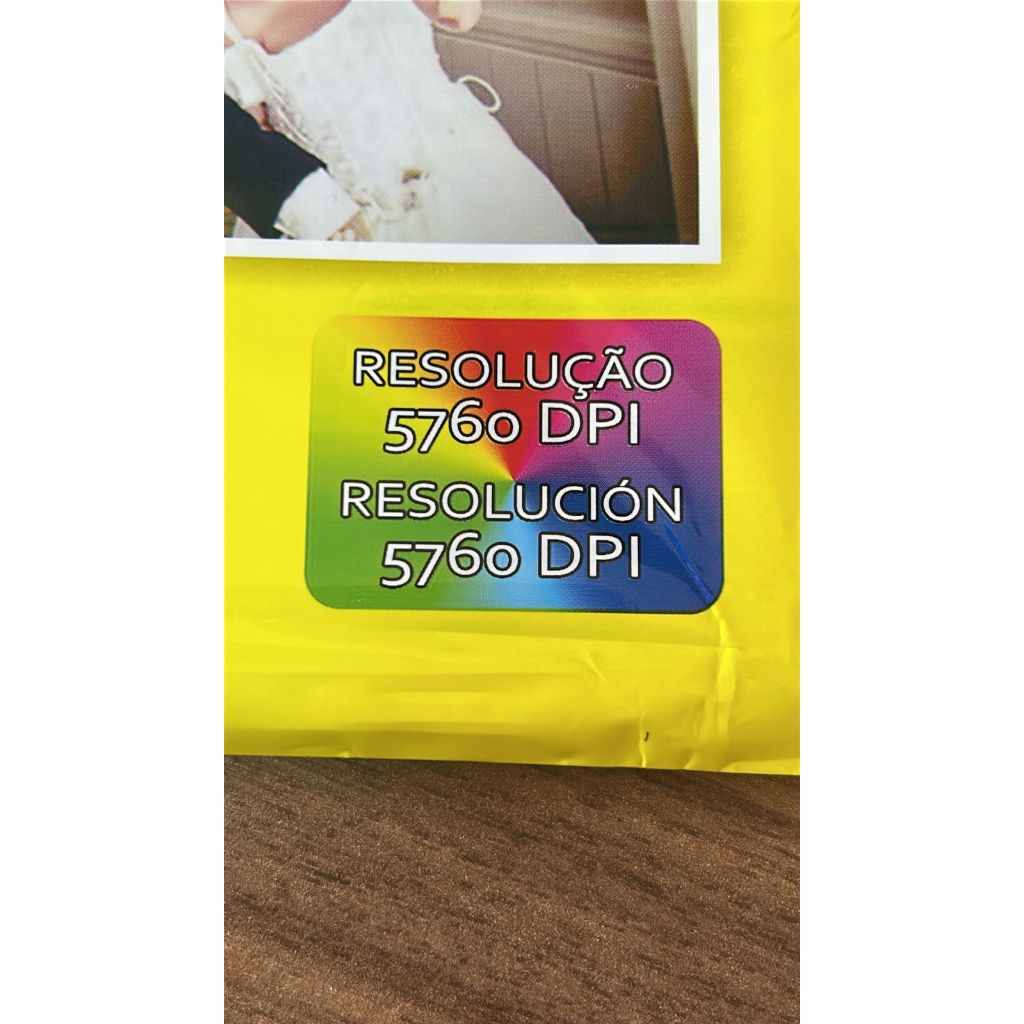 RESOLUÇÃO
5760 DPI
RESOLUCIÓN
5760 DPI